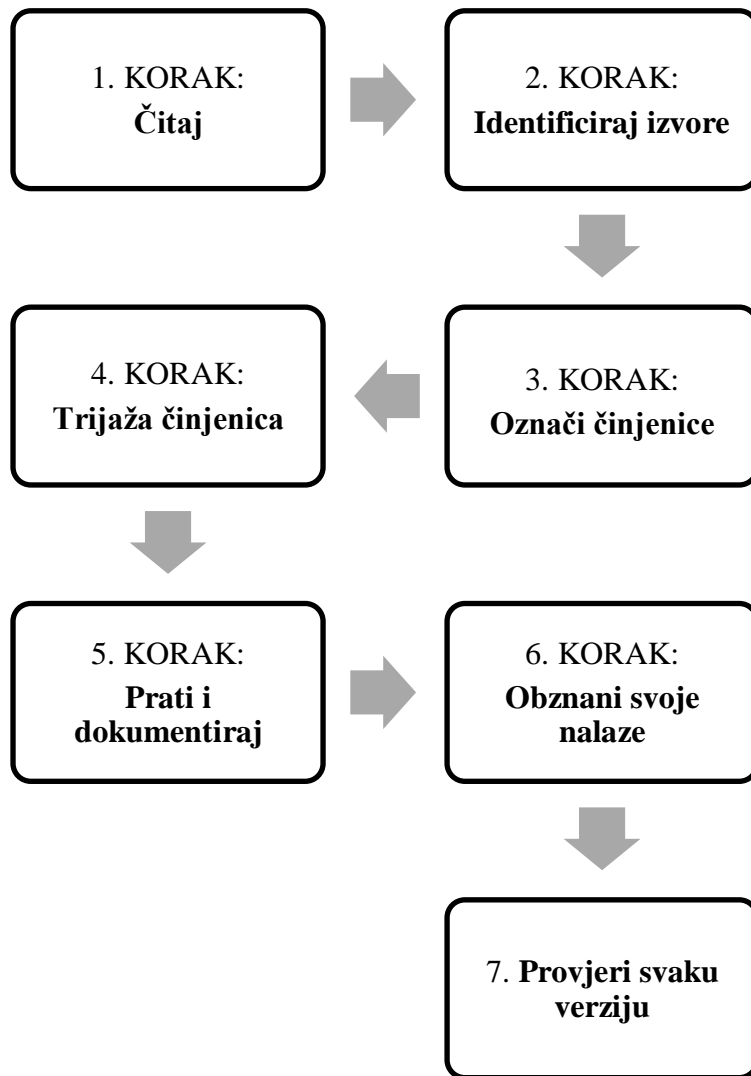 1. KORAK:
Čitaj
2. KORAK:
Identificiraj izvore
3. KORAK:
Označi činjenice
4. KORAK:
Trijaža činjenica
5. KORAK:
Prati i
dokumentiraj
6. KORAK:
Obznani svoje
nalaze
7. Provjeri svaku
verziju